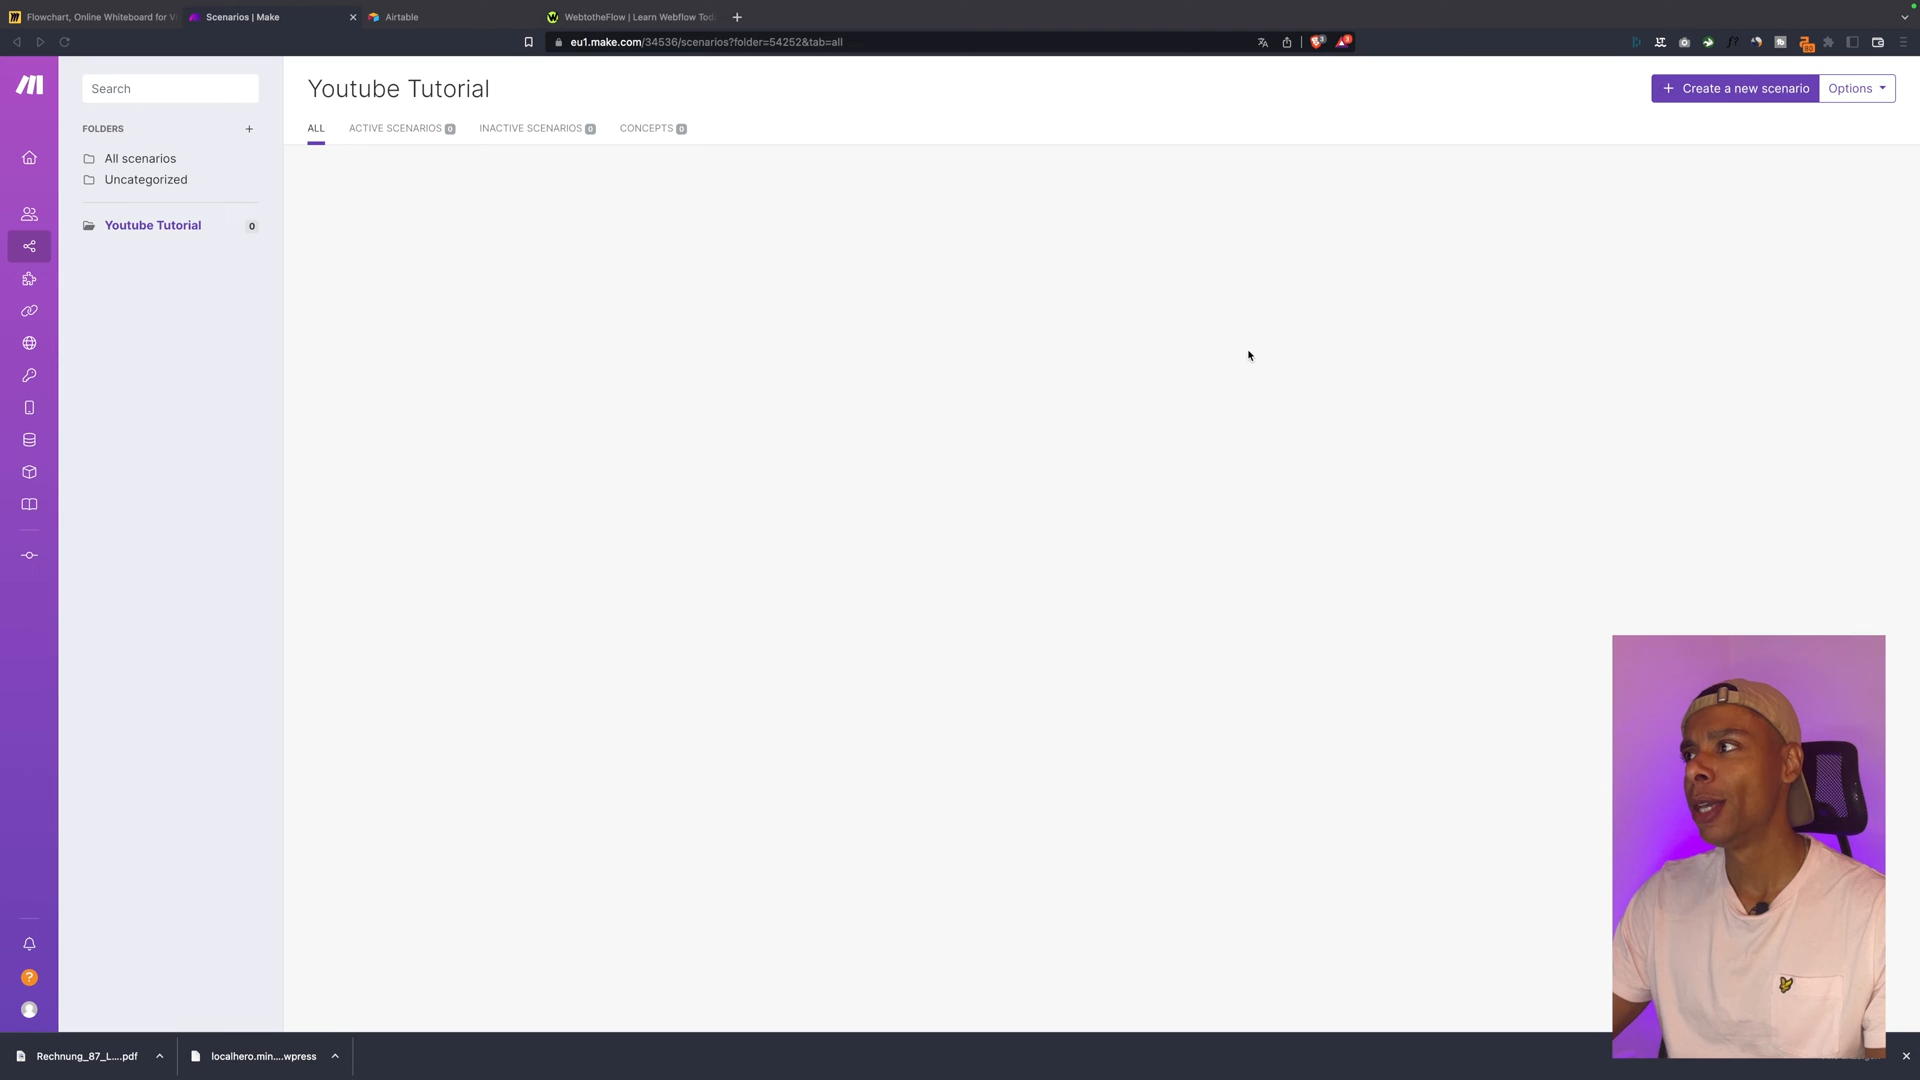 Flowchart, Online Whiteboard for Vi
Scenarios | Make
Airtable
WebtotheFlow | Learn Webflow Tod
eu1.make.com/34536/scenarios?folder=54252&tab=all
Search
Youtube Tutorial
Create a new scenario
Options
FOLDERS
ALL
ACTIVE SCENARIOS 0
INACTIVE SCENARIOS 0
CONCEPTS 0
All scenarios
Uncategorized
Youtube Tutorial 0
Rechnung_87_L....pdf
localhero.min....wpress